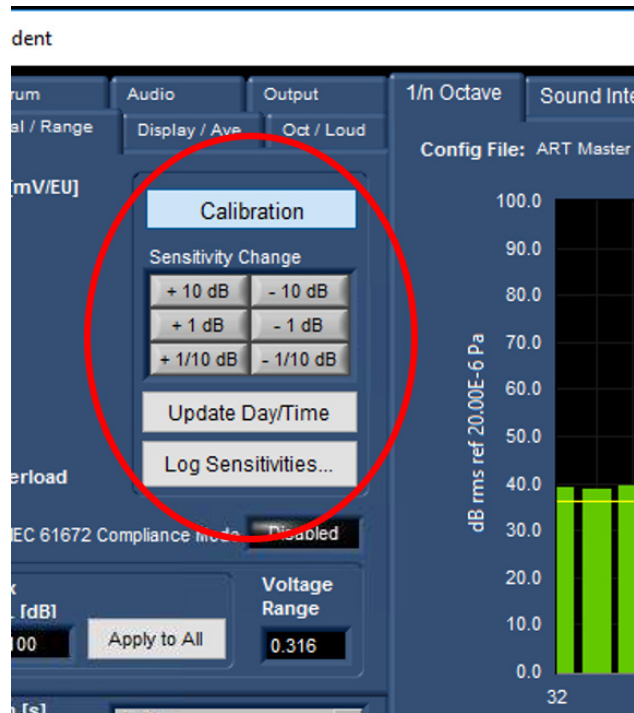 dent
rum Audio Output
al / Range Display / Ave Oct / Loud
[mV/EU]
Calibration
Sensitivity Change
+ 10 dB - 10 dB
+ 1 dB - 1 dB
+ 1/10 dB - 1/10 dB
Update Day/Time
Log Sensitivities...
erload
IEC 61672 Compliance Mode Disabled
[dB]
Voltage
Range
100 Apply to All 0.316
[s]
1/n Octave Sound Inte
Config File: ART Master
dB rms ref 20.00E-6 Pa
100.0
90.0
80.0
70.0
60.0
50.0
40.0
30.0
20.0
10.0
0.0
32